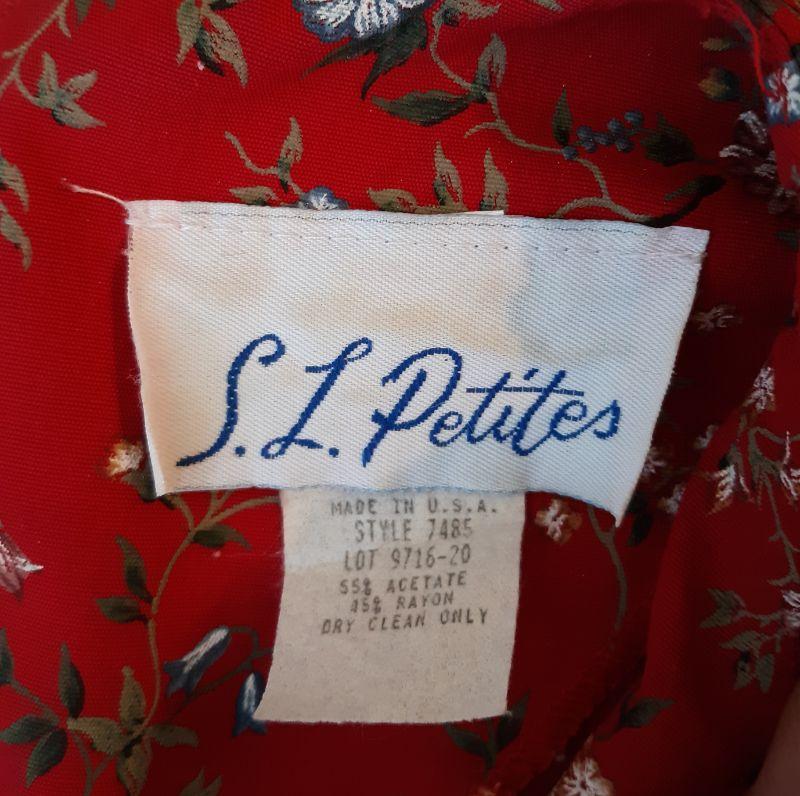 S.L. Petites
MADE IN U.S.A.
STYLE 7485
LOT 9716-20
55% ACETATE
45% RAYON
DRY CLEAN ONLY